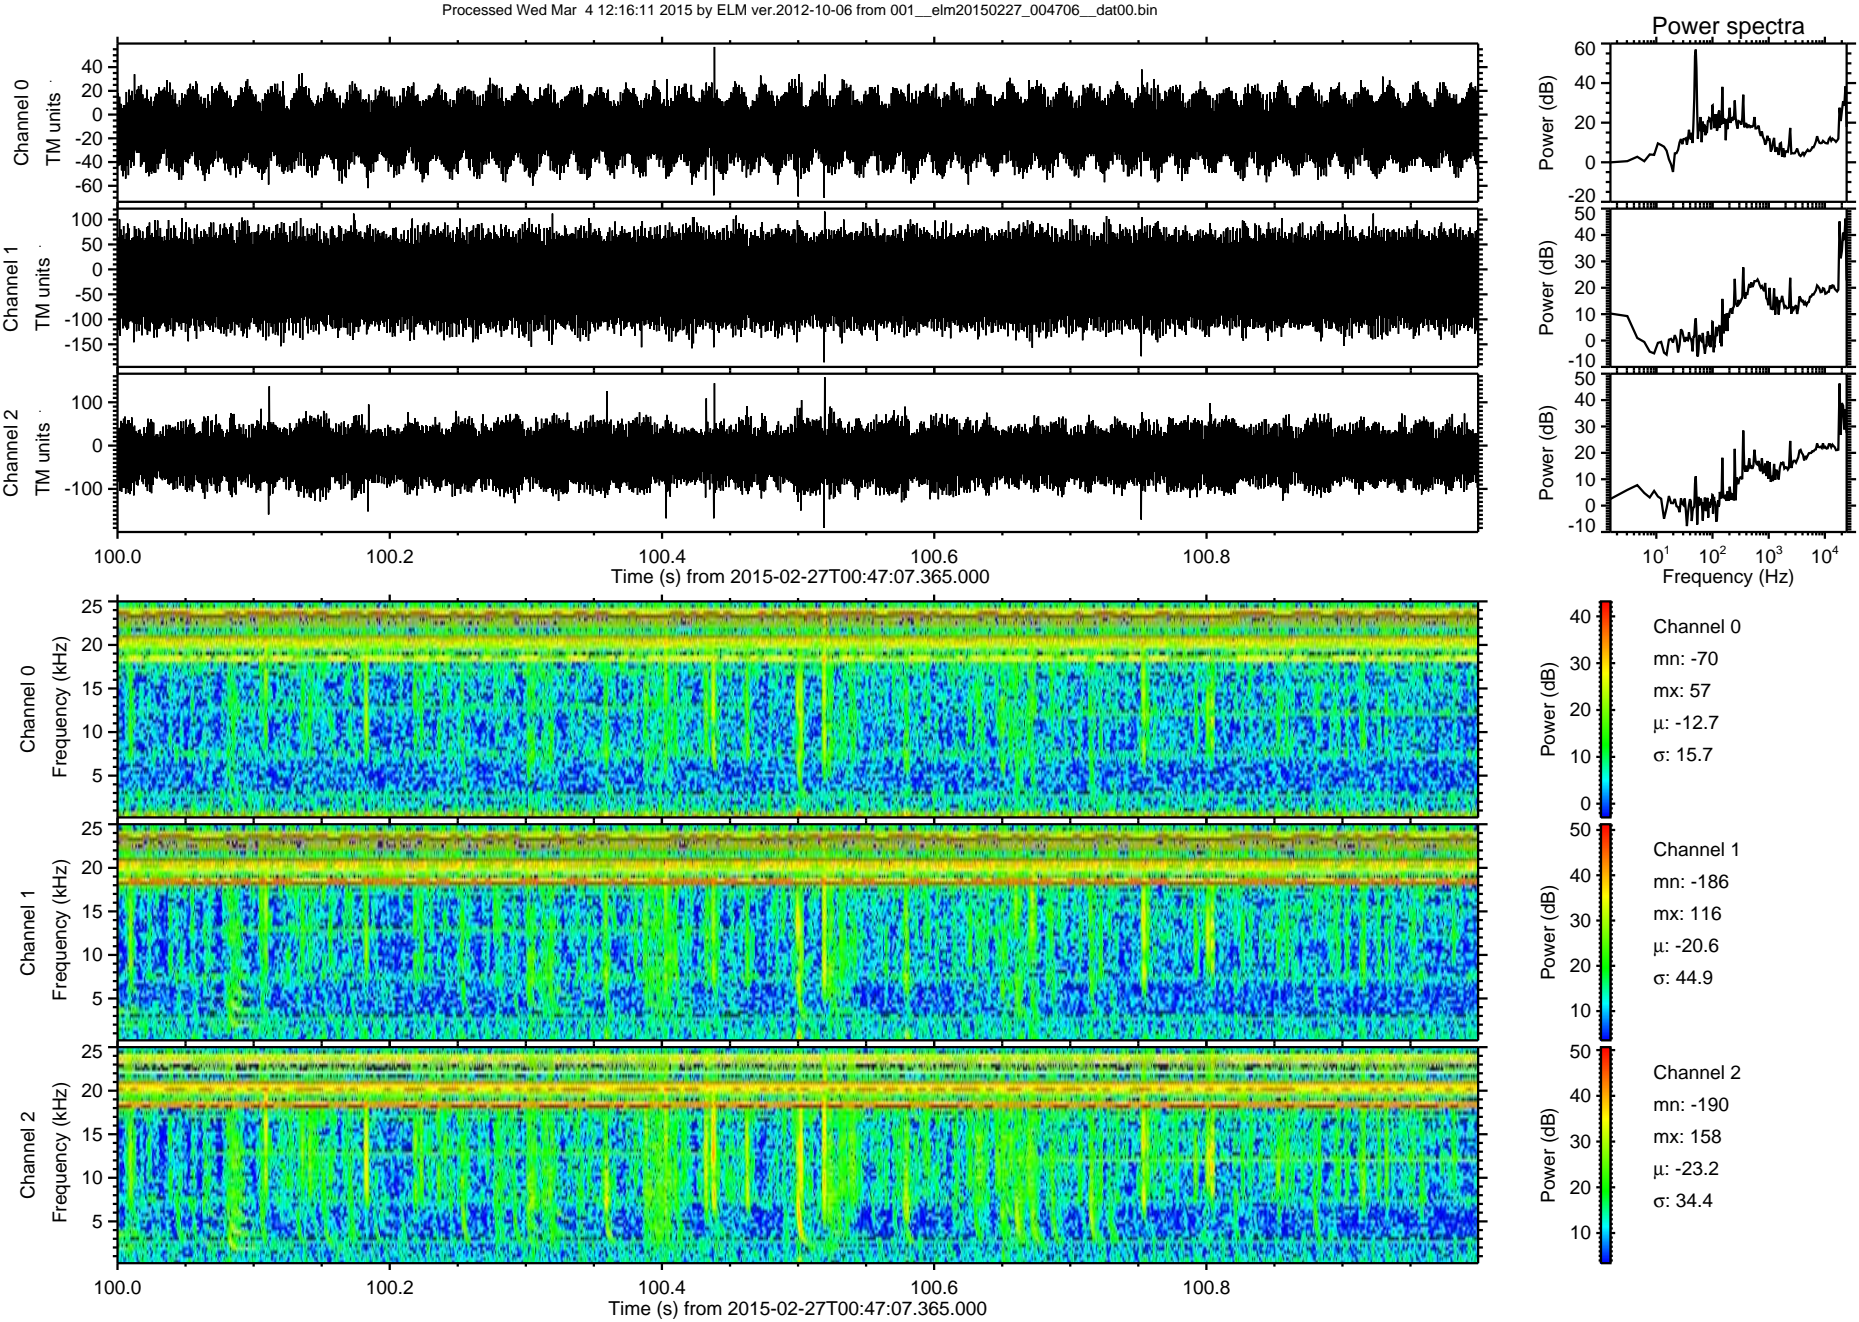 Processed Wed Mar 4 12:16:11 2015 by ELM ver.2012-10-06 from 001__elm20150227_004706__dat00.bin
Power spectra
Channel 0
TM units
40
20
0
-20
-40
-60
Power (dB)
60
40
20
0
-20
Channel 1
TM units
100
50
0
-50
-100
-150
Power (dB)
50
40
30
20
10
0
-10
Channel 2
TM units
100
0
-100
Power (dB)
50
40
30
20
10
0
-10
100.0 100.2 100.4 100.6 100.8
Time (s) from 2015-02-27T00:47:07.365.000
10^1 10^2 10^3 10^4
Frequency (Hz)
Channel 0
Frequency (kHz)
25
20
15
10
5
Power (dB)
40
30
20
10
0
Channel 0
mn: -70
mx: 57
μ: -12.7
σ: 15.7
Channel 1
Frequency (kHz)
25
20
15
10
5
Power (dB)
50
40
30
20
10
Channel 1
mn: -186
mx: 116
μ: -20.6
σ: 44.9
Channel 2
Frequency (kHz)
25
20
15
10
5
Power (dB)
50
40
30
20
10
Channel 2
mn: -190
mx: 158
μ: -23.2
σ: 34.4
100.0 100.2 100.4 100.6 100.8
Time (s) from 2015-02-27T00:47:07.365.000